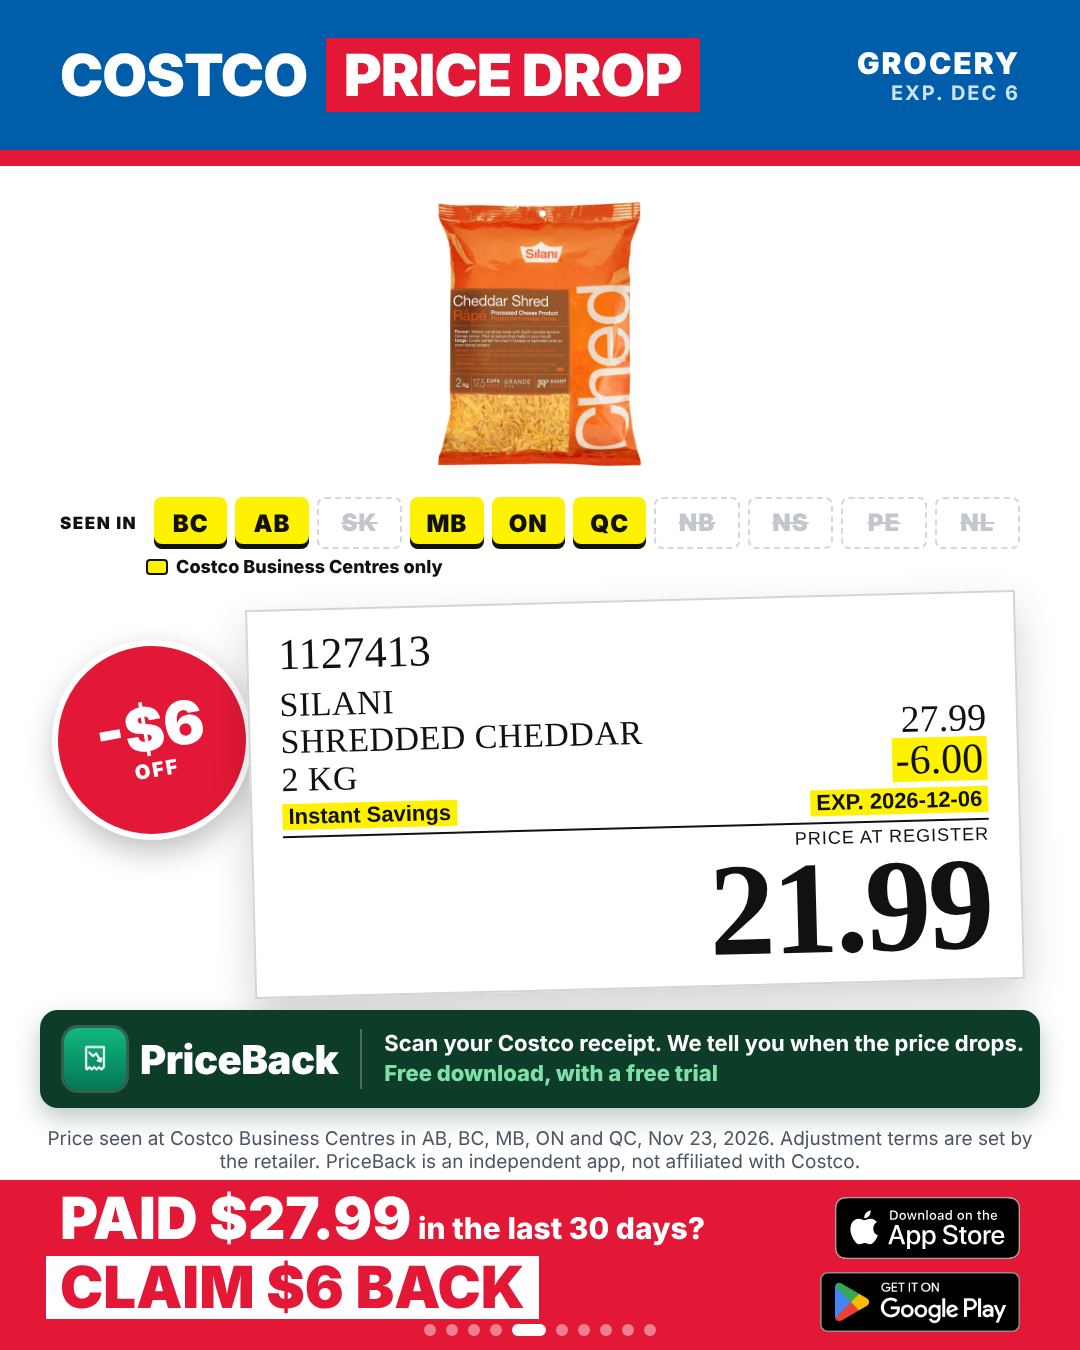 COSTCO PRICE DROP
GROCERY
EXP. DEC 6
Silani
Cheddar Shred
Râpé
Processed Cheese Product
Ched
2 kg
17.5 CUPS
GRANDE
SHARP
SEEN IN BC AB SK MB ON QC NB NS PE NL
Costco Business Centres only
-$6
OFF
1127413
SILANI
SHREDDED CHEDDAR
2 KG
Instant Savings
27.99
-6.00
EXP. 2026-12-06
PRICE AT REGISTER
21.99
PriceBack
Scan your Costco receipt. We tell you when the price drops.
Free download, with a free trial
Price seen at Costco Business Centres in AB, BC, MB, ON and QC, Nov 23, 2026. Adjustment terms are set by
the retailer. PriceBack is an independent app, not affiliated with Costco.
PAID $27.99 in the last 30 days?
CLAIM $6 BACK
Download on the
App Store
GET IT ON
Google Play